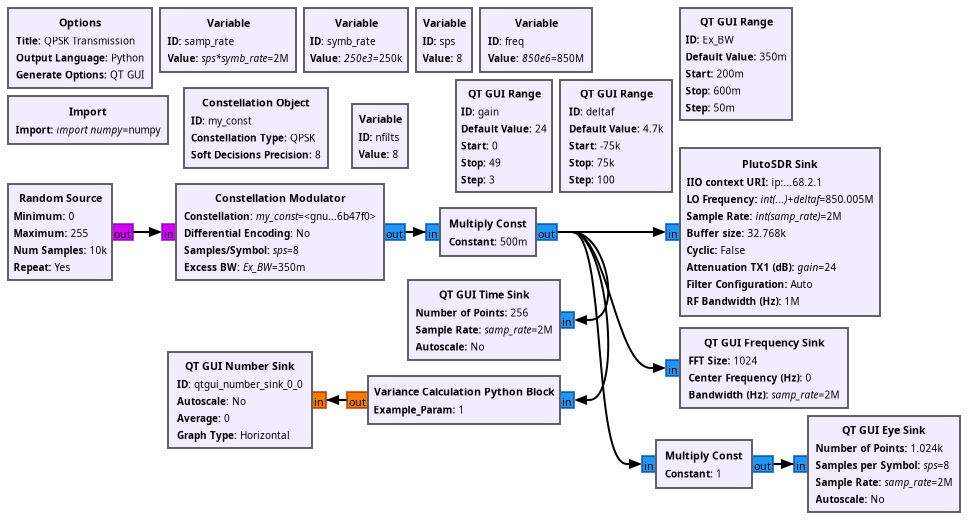 Options
Title: QPSK Transmission
Output Language: Python
Generate Options: QT GUI
Variable
ID: samp_rate
Value: sps*symb_rate=2M
Variable
ID: symb_rate
Value: 250e3=250k
Variable
ID: sps
Value: 8
Variable
ID: freq
Value: 850e6=850M
QT GUI Range
ID: Ex_BW
Default Value: 350m
Start: 200m
Stop: 600m
Step: 50m
Import
Import: import numpy=numpy
Constellation Object
ID: my_const
Constellation Type: QPSK
Soft Decisions Precision: 8
Variable
ID: nfilts
Value: 8
QT GUI Range
ID: gain
Default Value: 24
Start: 0
Stop: 49
Step: 3
QT GUI Range
ID: deltaf
Default Value: 4.7k
Start: -75k
Stop: 75k
Step: 100
Random Source
Minimum: 0
Maximum: 255
Num Samples: 10k
Repeat: Yes
out
in
Constellation Modulator
Constellation: my_const=<gnu...6b47f0>
Differential Encoding: No
Samples/Symbol: sps=8
Excess BW: Ex_BW=350m
out
in
Multiply Const
Constant: 500m
out
in
PlutoSDR Sink
IIO context URI: ip:...68.2.1
LO Frequency: int(...)+deltaf=850.005M
Sample Rate: int(samp_rate)=2M
Buffer size: 32.768k
Cyclic: False
Attenuation TX1 (dB): gain=24
Filter Configuration: Auto
RF Bandwidth (Hz): 1M
QT GUI Time Sink
Number of Points: 256
Sample Rate: samp_rate=2M
Autoscale: No
in
in
QT GUI Frequency Sink
FFT Size: 1024
Center Frequency (Hz): 0
Bandwidth (Hz): samp_rate=2M
QT GUI Number Sink
ID: qtgui_number_sink_0_0
Autoscale: No
Average: 0
Graph Type: Horizontal
in
out
Variance Calculation Python Block
Example_Param: 1
in
in
Multiply Const
Constant: 1
out
in
QT GUI Eye Sink
Number of Points: 1.024k
Samples per Symbol: sps=8
Sample Rate: samp_rate=2M
Autoscale: No